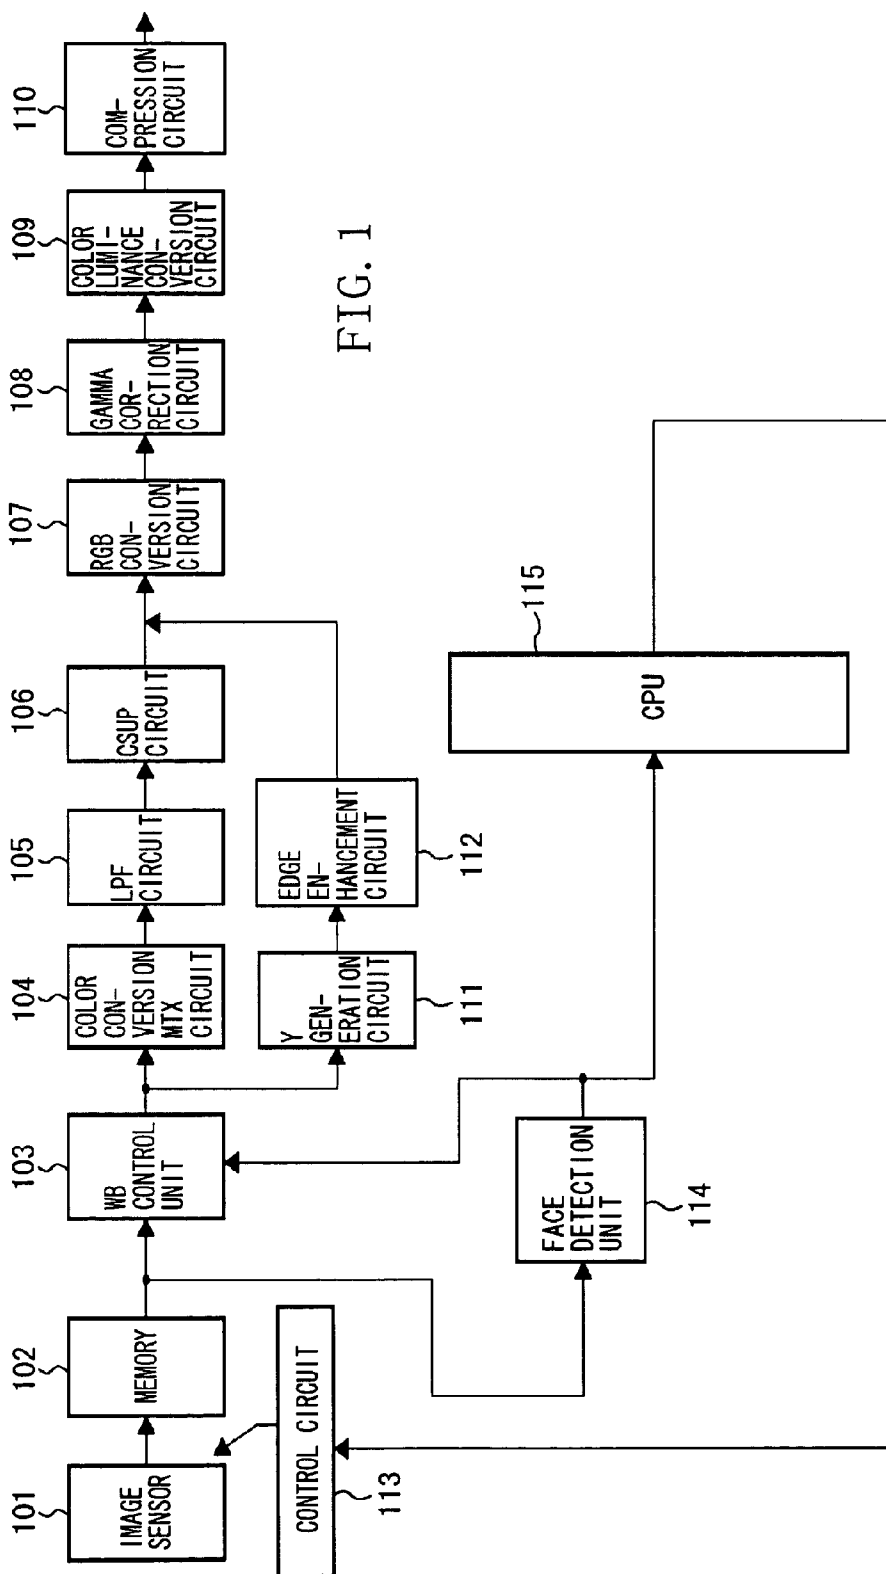 101
IMAGE
SENSOR
102
MEMORY
103
WB
CONTROL
UNIT
104
COLOR
CON-
VERSION
MTX
CIRCUIT
105
LPF
CIRCUIT
106
CSUP
CIRCUIT
107
RGB
CON-
VERSION
CIRCUIT
108
GAMMA
COR-
RECTION
CIRCUIT
109
COLOR
LUMI-
NANCE
CON-
VERSION
CIRCUIT
110
COM-
PRESSION
CIRCUIT
CONTROL CIRCUIT
113
Y
GEN-
ERATION
CIRCUIT
111
EDGE
EN-
HANCEMENT
CIRCUIT
112
FIG. 1
FACE
DETECTION
UNIT
114
115
CPU